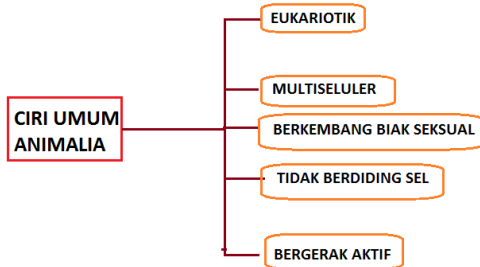 CIRI UMUM
ANIMALIA
EUKARIOTIK
MULTISELULER
BERKEMBANG BIAK SEKSUAL
TIDAK BERDIDING SEL
BERGERAK AKTIF